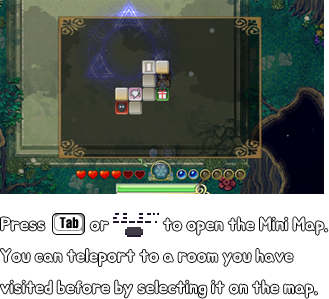 Press Tab or to open the Mini Map.
You can teleport to a room you have
visited before by selecting it on the map.